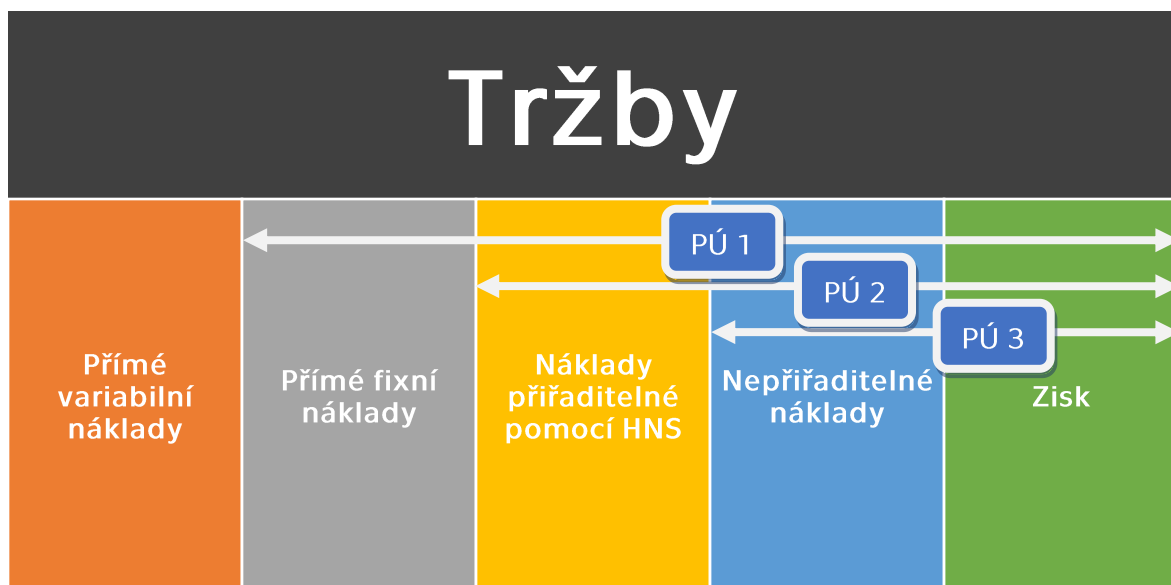 Tržby
PÚ 1
PÚ 2
PÚ 3
Přímé
variabilní
náklady
Přímé fixní
náklady
Náklady
přiřaditelné
pomocí HNS
Nepřiřaditelné
náklady
Zisk